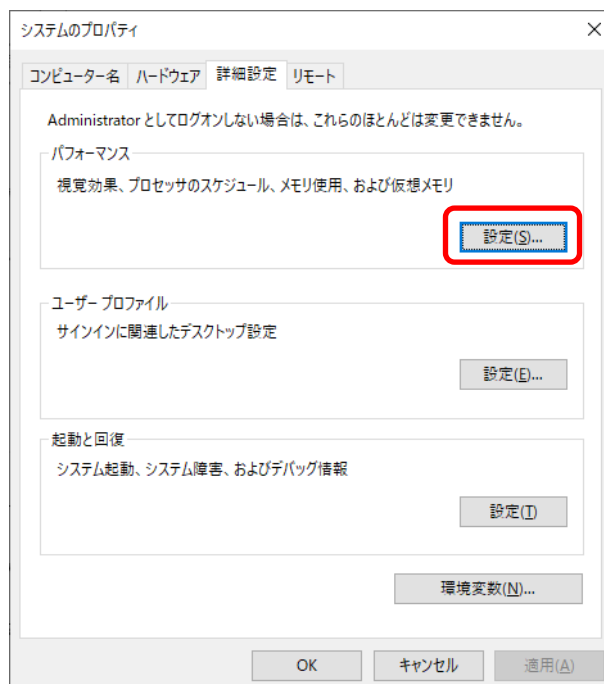 システムのプロパティ
コンピューター名 ハードウェア 詳細設定 リモート
Administrator としてログオンしない場合は、これらのほとんどは変更できません。
パフォーマンス
視覚効果、プロセッサのスケジュール、メモリ使用、および仮想メモリ
設定(S)...
ユーザー プロファイル
サインインに関連したデスクトップ設定
設定(E)...
起動と回復
システム起動、システム障害、およびデバッグ情報
設定(T)
環境変数(N)...
OK キャンセル 適用(A)